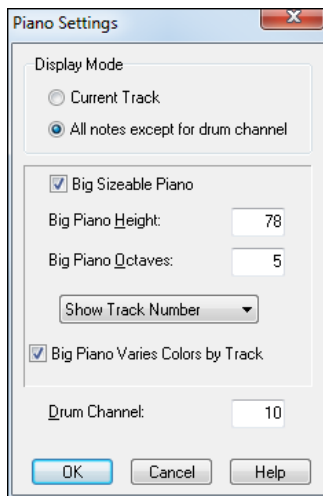 Piano Settings
Display Mode
Current Track
All notes except for drum channel
Big Sizeable Piano
Big Piano Height: 78
Big Piano Octaves: 5
Show Track Number
Big Piano Varies Colors by Track
Drum Channel: 10
OK Cancel Help